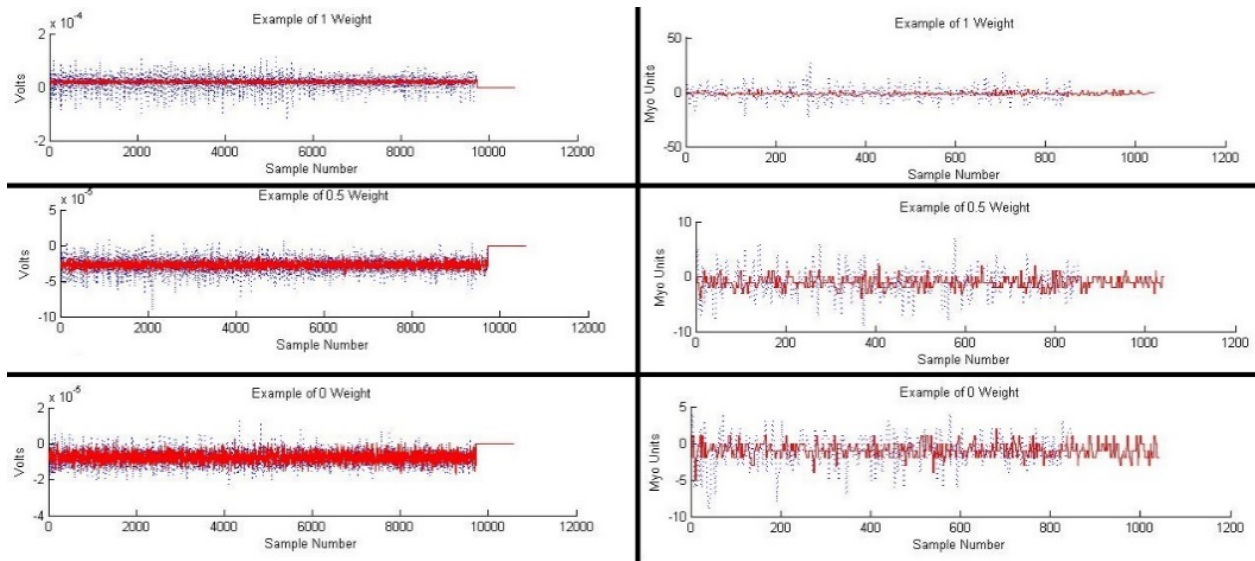 x 10⁻⁴
Example of 1 Weight
2
0
-2
Volts
0 2000 4000 6000 8000 10000 12000
Sample Number
Example of 1 Weight
50
0
-50
Myo Units
0 200 400 600 800 1000 1200
Sample Number
x 10⁻⁵
Example of 0.5 Weight
5
0
-5
-10
Volts
0 2000 4000 6000 8000 10000 12000
Sample Number
Example of 0.5 Weight
10
0
-10
Myo Units
0 200 400 600 800 1000 1200
Sample Number
x 10⁻⁵
Example of 0 Weight
2
0
-2
-4
Volts
0 2000 4000 6000 8000 10000 12000
Sample Number
Example of 0 Weight
5
0
-5
-10
Myo Units
0 200 400 600 800 1000 1200
Sample Number